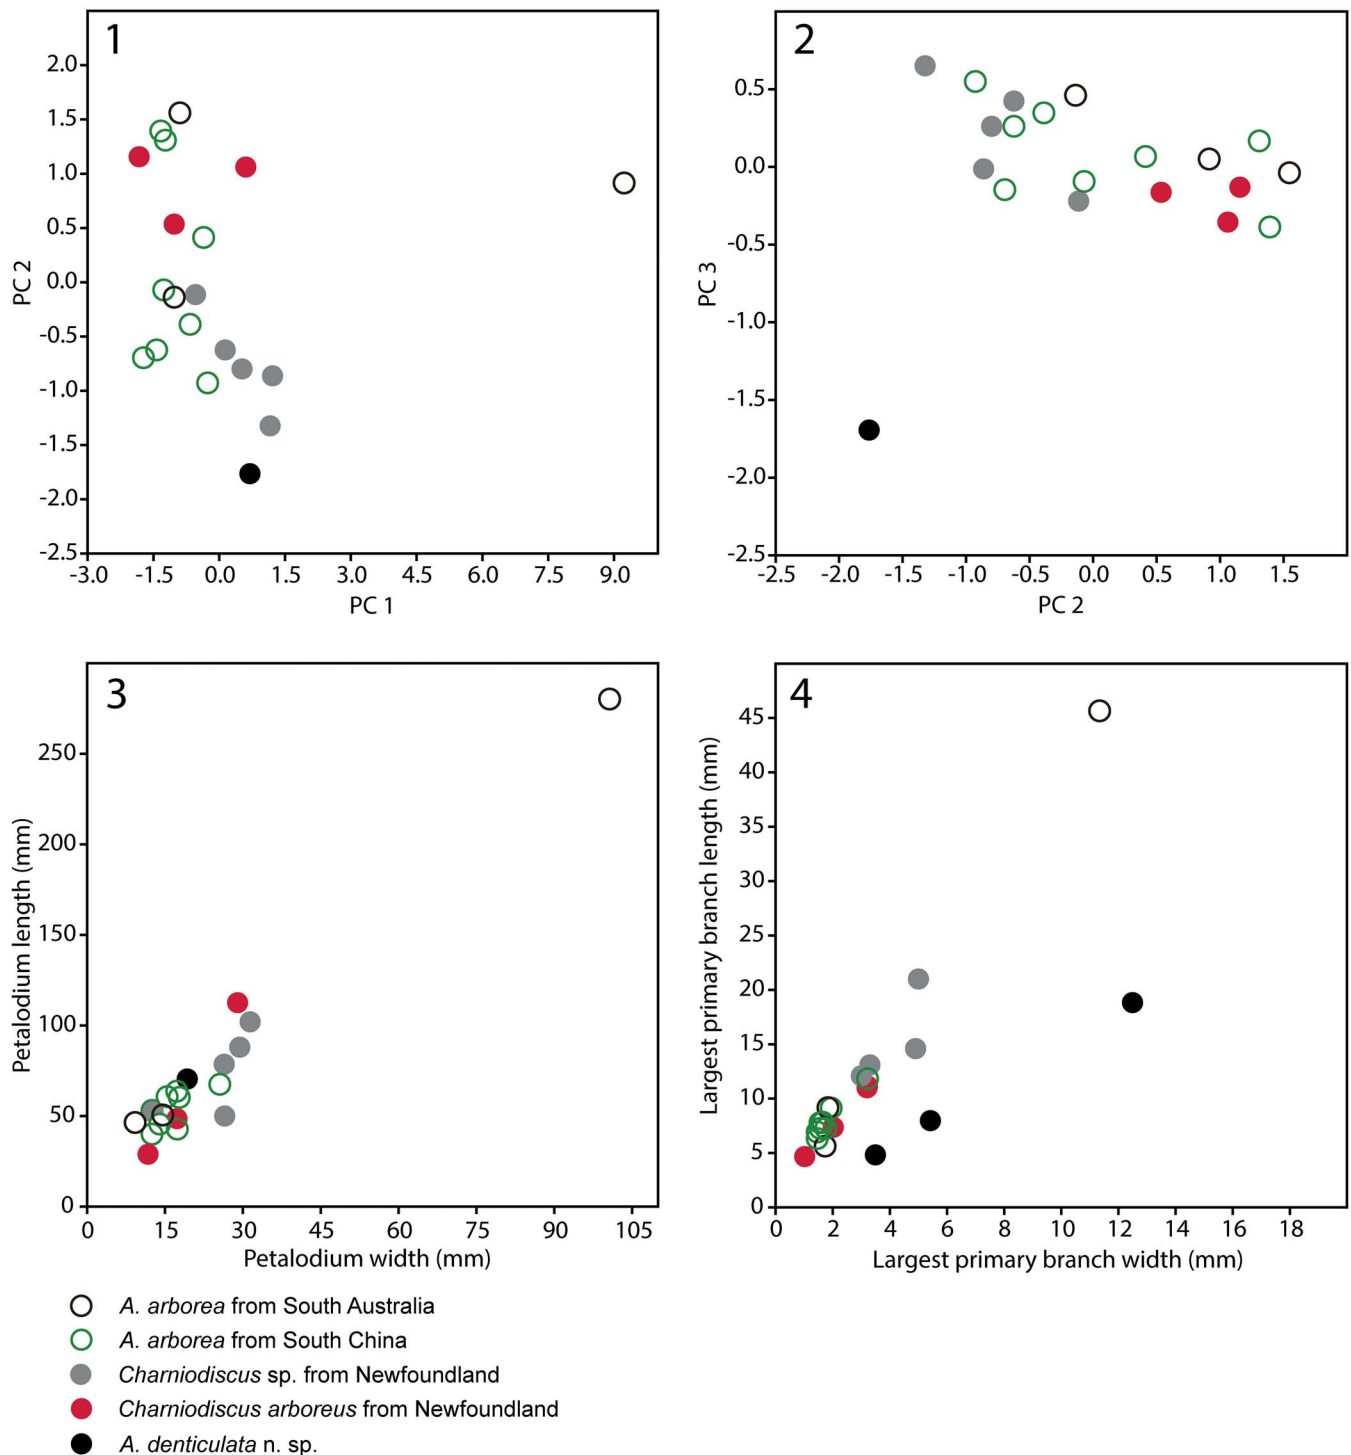 1
2.0
1.5
1.0
0.5
0.0
-0.5
-1.0
-1.5
-2.0
-2.5
PC 2
-3.0 -1.5 0.0 1.5 3.0 4.5 6.0 7.5 9.0
PC 1
2
0.5
0.0
-0.5
-1.0
-1.5
-2.0
-2.5
PC 3
-2.5 -2.0 -1.5 -1.0 -0.5 0.0 0.5 1.0 1.5
PC 2
3
250
200
150
100
50
0
Petalodium length (mm)
0 15 30 45 60 75 90 105
Petalodium width (mm)
4
45
40
35
30
25
20
15
10
5
0
Largest primary branch length (mm)
0 2 4 6 8 10 12 14 16 18
Largest primary branch width (mm)
A. arborea from South Australia
A. arborea from South China
Charniodiscus sp. from Newfoundland
Charniodiscus arboreus from Newfoundland
A. denticulata n. sp.